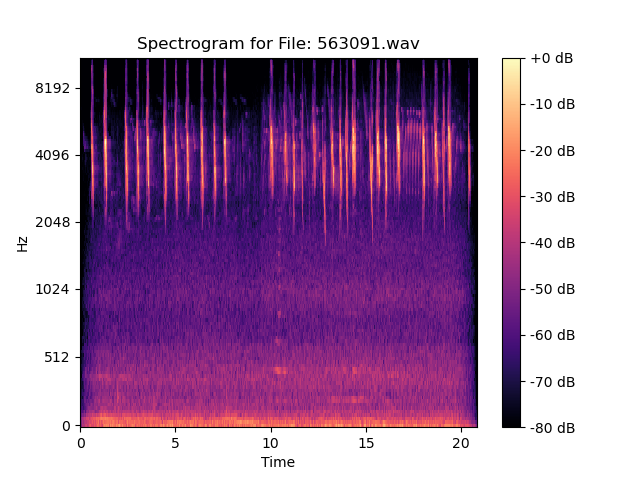 Spectrogram for File: 563091.wav
8192
4096
2048
1024
512
0
Hz
0
5
10
15
20
Time
+0 dB
-10 dB
-20 dB
-30 dB
-40 dB
-50 dB
-60 dB
-70 dB
-80 dB